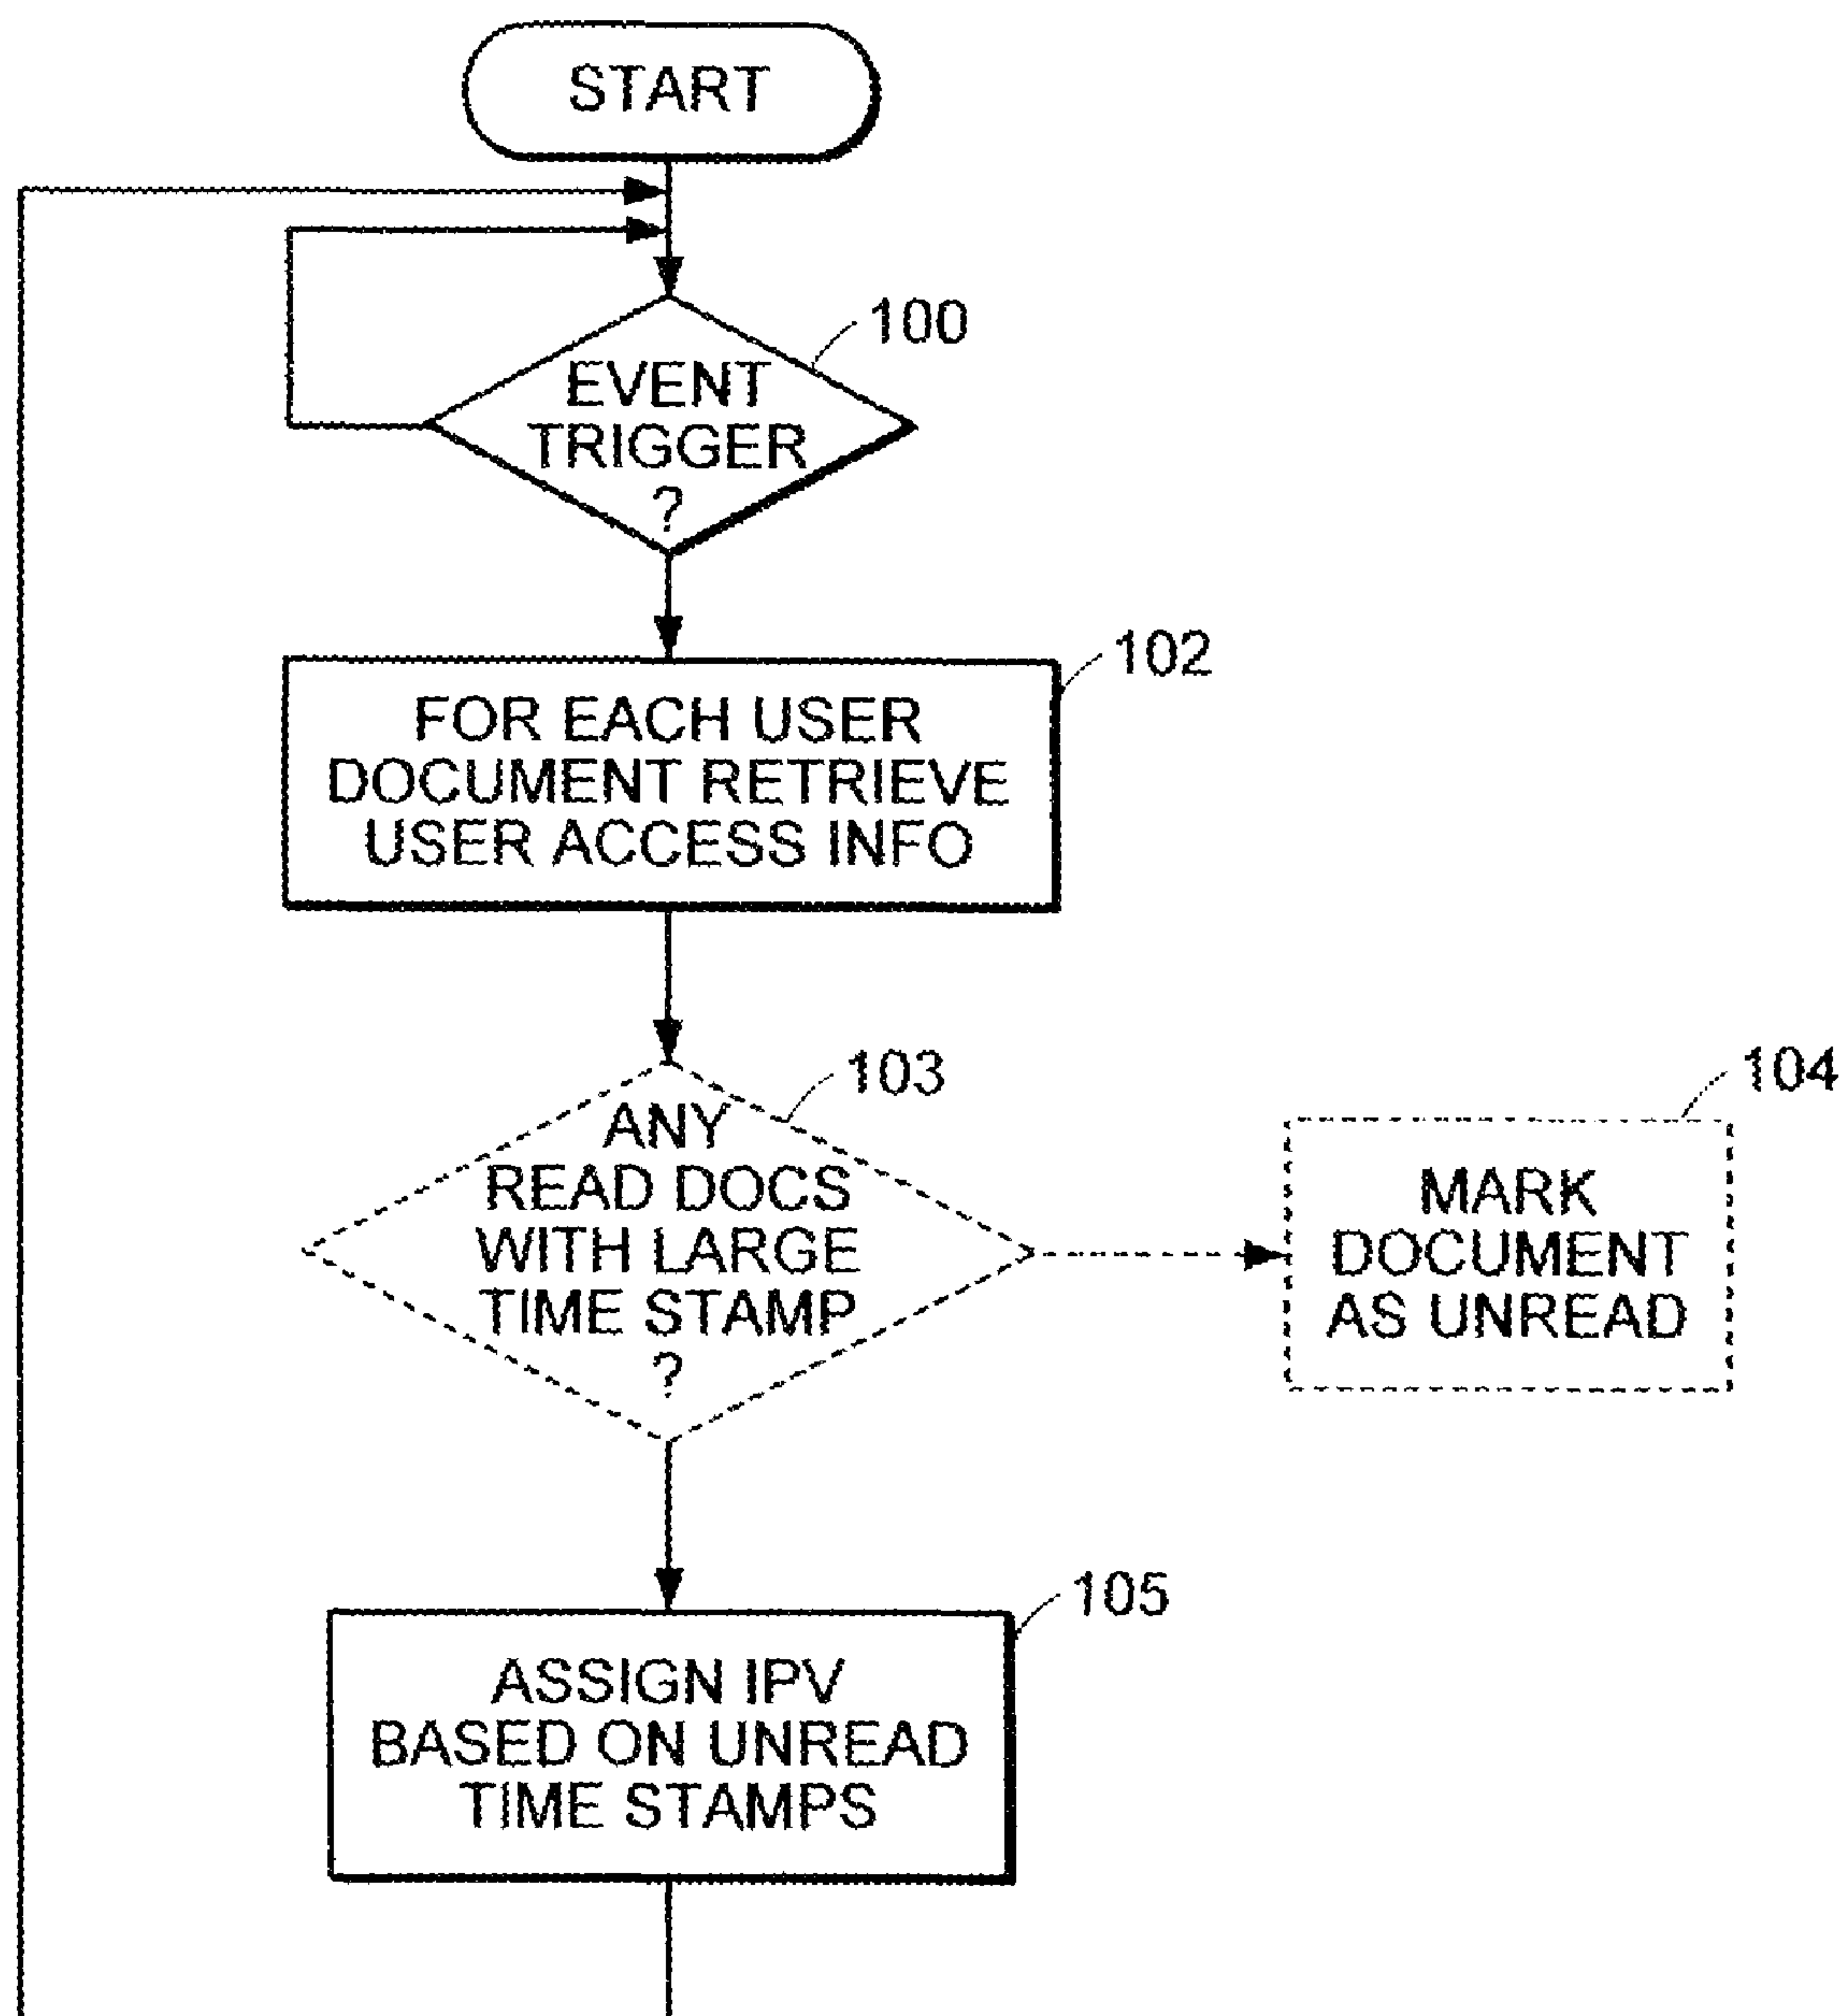 START
100
EVENT
TRIGGER
?
102
FOR EACH USER
DOCUMENT RETRIEVE
USER ACCESS INFO
103
ANY
READ DOCS
WITH LARGE
TIME STAMP
?
104
MARK
DOCUMENT
AS UNREAD
105
ASSIGN IPV
BASED ON UNREAD
TIME STAMPS